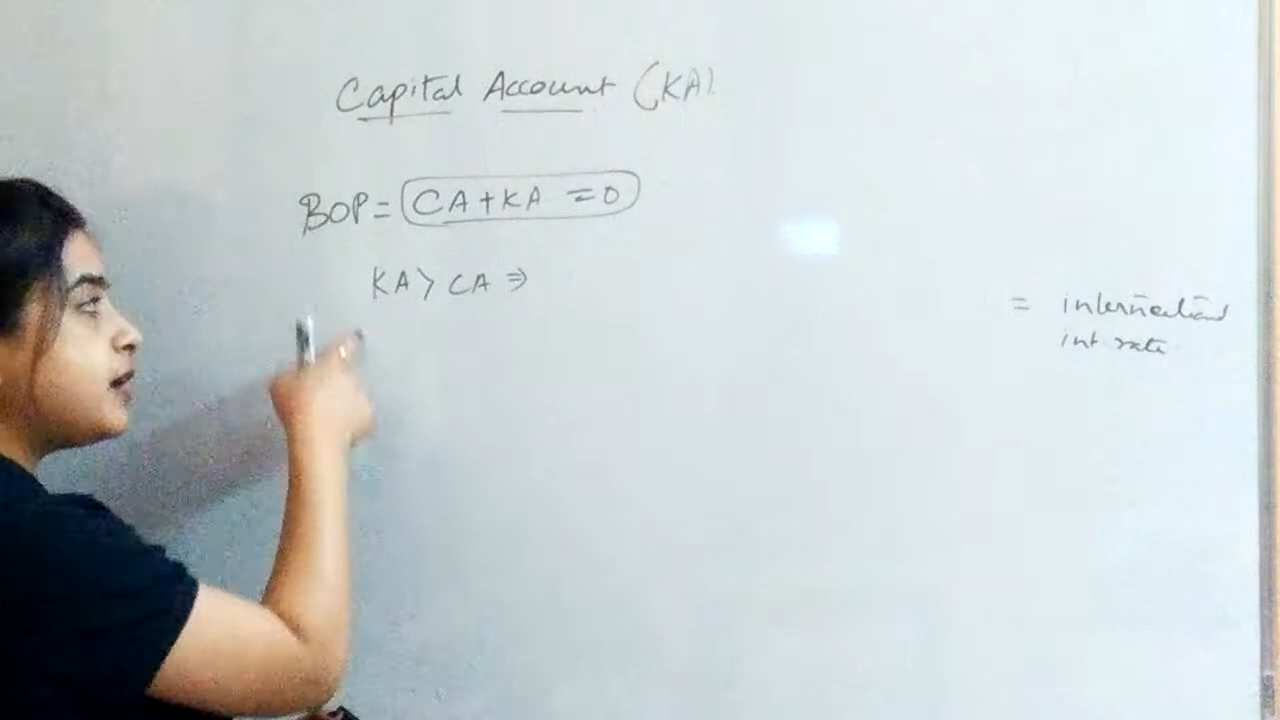 Capital Account (KA)
BOP = CA + KA = 0
KA > CA ⇒
= international
int rate